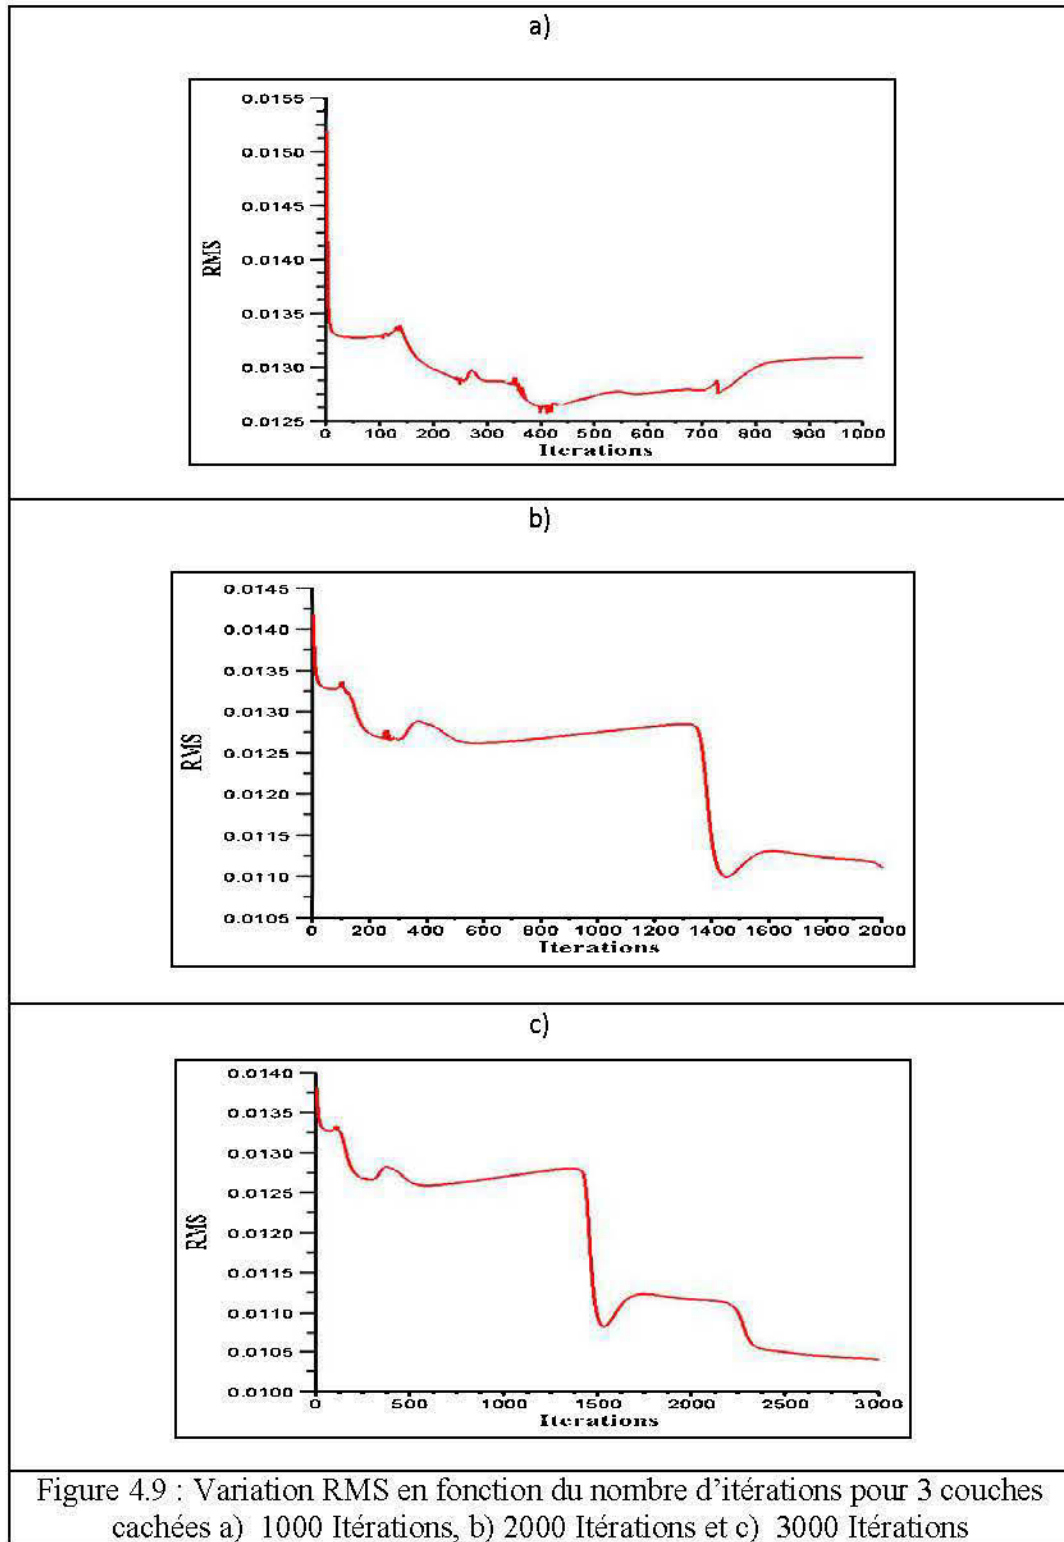 a)
0.0155
0.0150
0.0145
0.0140
0.0135
0.0130
0.0125
RMS
0 100 200 300 400 500 600 700 800 900 1000
Iterations
b)
0.0145
0.0140
0.0135
0.0130
0.0125
0.0120
0.0115
0.0110
0.0105
RMS
0 200 400 600 800 1000 1200 1400 1600 1800 2000
Iterations
c)
0.0140
0.0135
0.0130
0.0125
0.0120
0.0115
0.0110
0.0105
0.0100
RMS
0 500 1000 1500 2000 2500 3000
Iterations
Figure 4.9 : Variation RMS en fonction du nombre d'itérations pour 3 couches
cachées a) 1000 Itérations, b) 2000 Itérations et c) 3000 Itérations